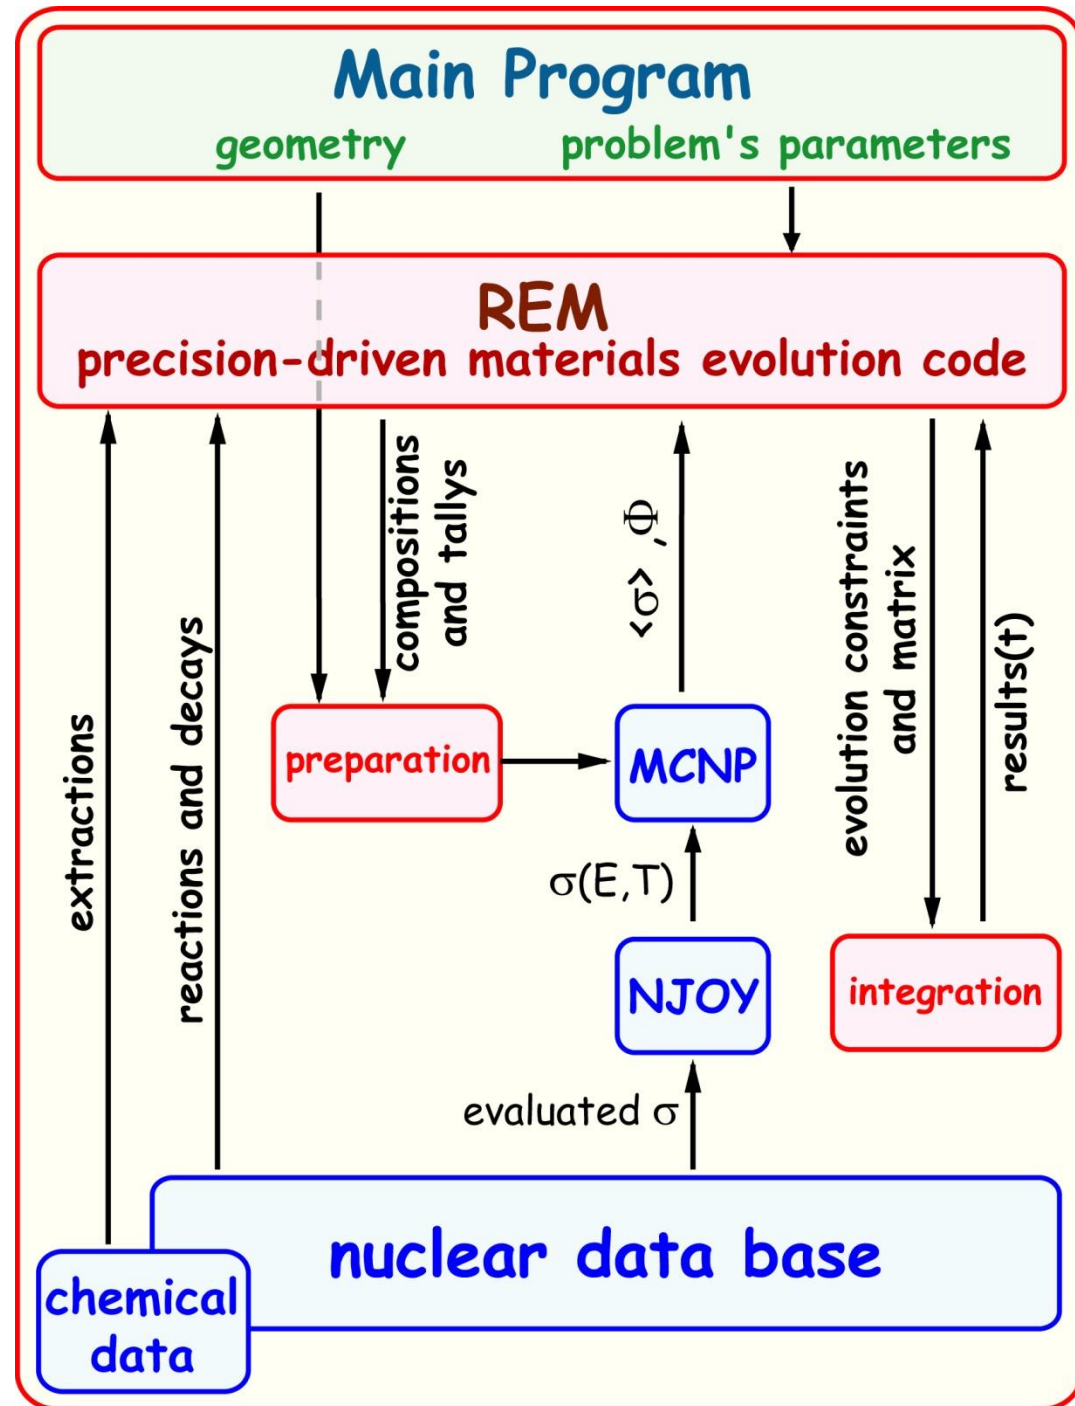 Main Program
geometry problem's parameters
REM
precision-driven materials evolution code
compositions
and tallys
<σ> ,Φ
evolution constraints
and matrix
results(t)
extractions
reactions and decays
preparation
MCNP
σ(E,T)
NJOY
integration
evaluated σ
nuclear data base
chemical
data